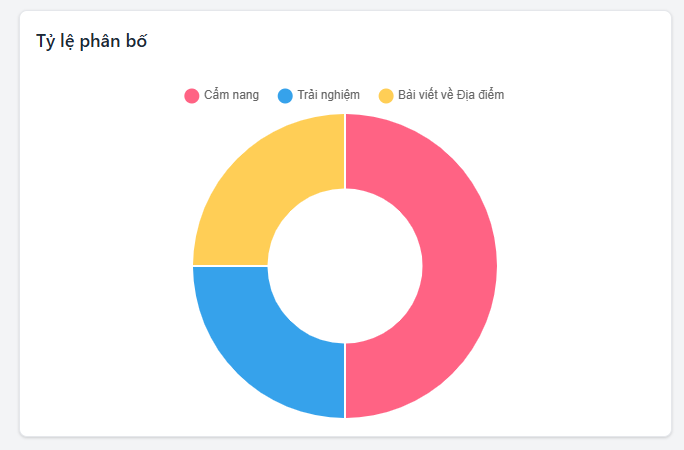 Tỷ lệ phân bố
Cẩm nang Trải nghiệm Bài viết về Địa điểm